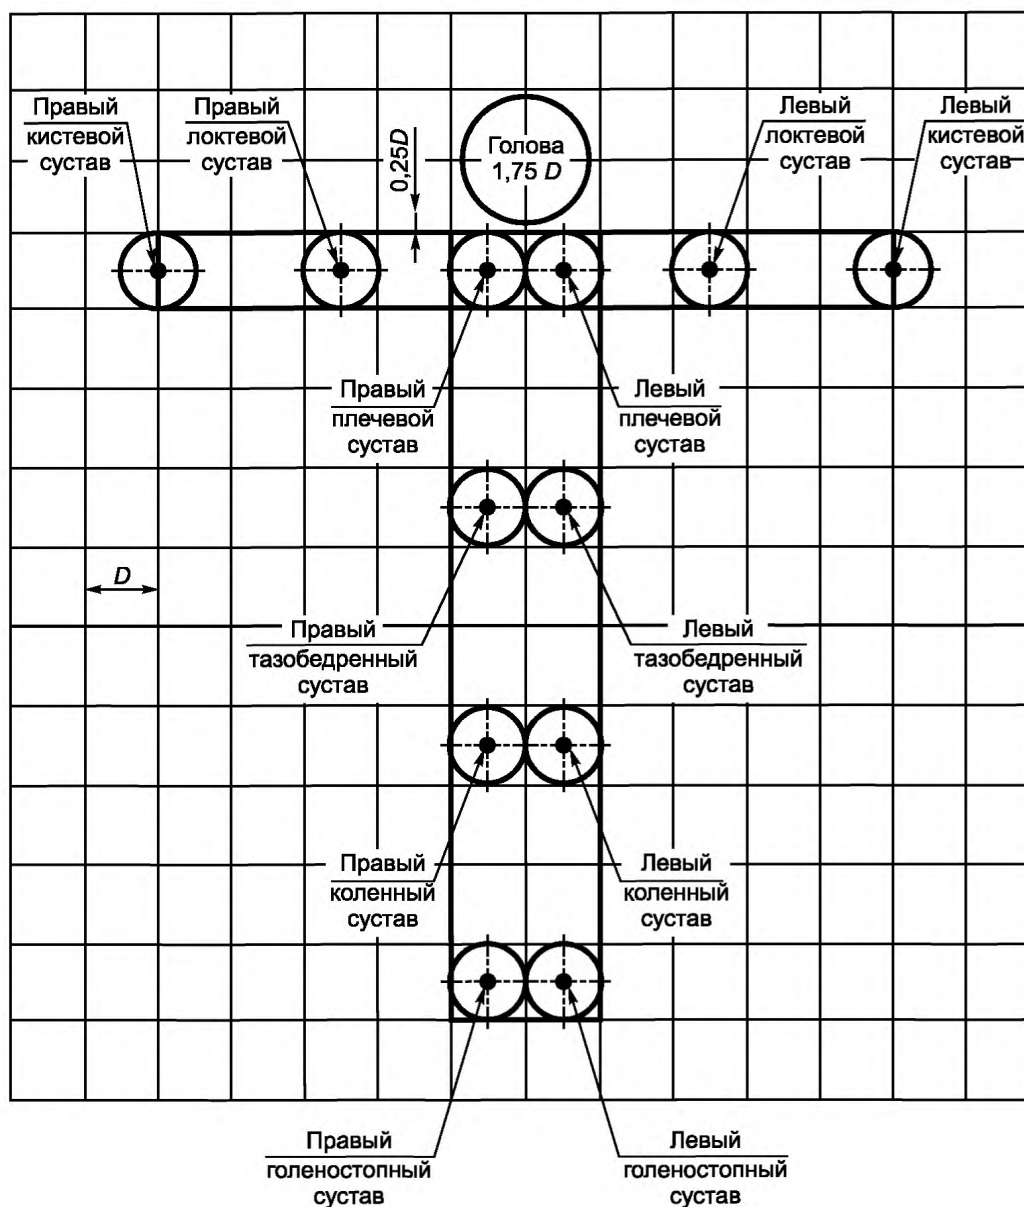 Правый
кистевой
сустав
Правый
локтевой
сустав
0,25D
Голова
1,75 D
Левый
локтевой
сустав
Левый
кистевой
сустав
Правый
плечевой
сустав
Левый
плечевой
сустав
D
Правый
тазобедренный
сустав
Левый
тазобедренный
сустав
Правый
коленный
сустав
Левый
коленный
сустав
Правый
голеностопный
сустав
Левый
голеностопный
сустав